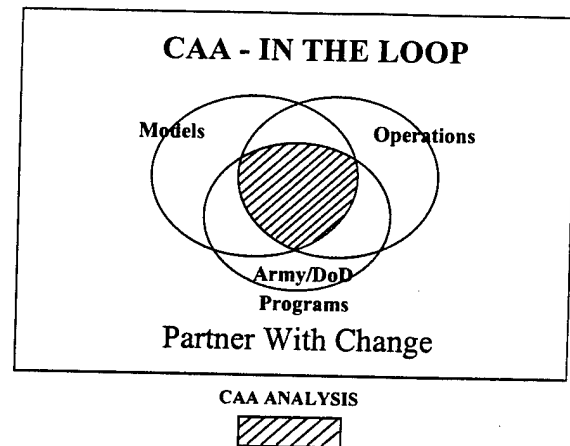 CAA - IN THE LOOP
Models
Operations
Army/DoD
Programs
Partner With Change
CAA ANALYSIS